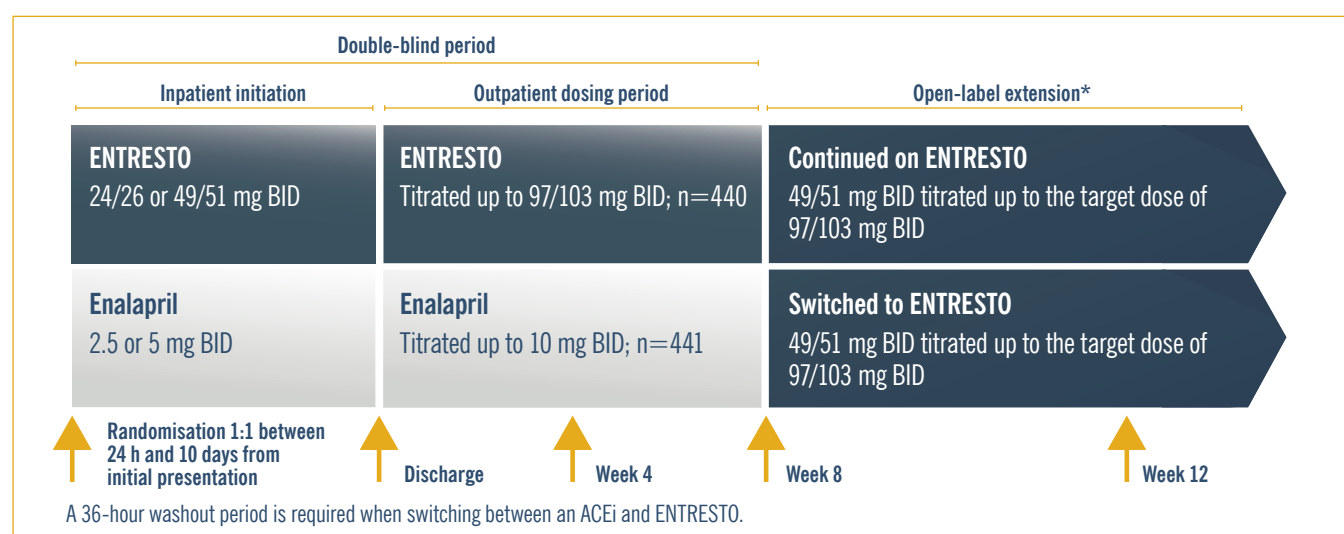 Double-blind period
Inpatient initiation
Outpatient dosing period
Open-label extension*
ENTRESTO
24/26 or 49/51 mg BID
ENTRESTO
Titrated up to 97/103 mg BID; n=440
Continued on ENTRESTO
49/51 mg BID titrated up to the target dose of
97/103 mg BID
Enalapril
2.5 or 5 mg BID
Enalapril
Titrated up to 10 mg BID; n=441
Switched to ENTRESTO
49/51 mg BID titrated up to the target dose of
97/103 mg BID
Randomisation 1:1 between
24 h and 10 days from
initial presentation
Discharge
Week 4
Week 8
Week 12
A 36-hour washout period is required when switching between an ACEi and ENTRESTO.